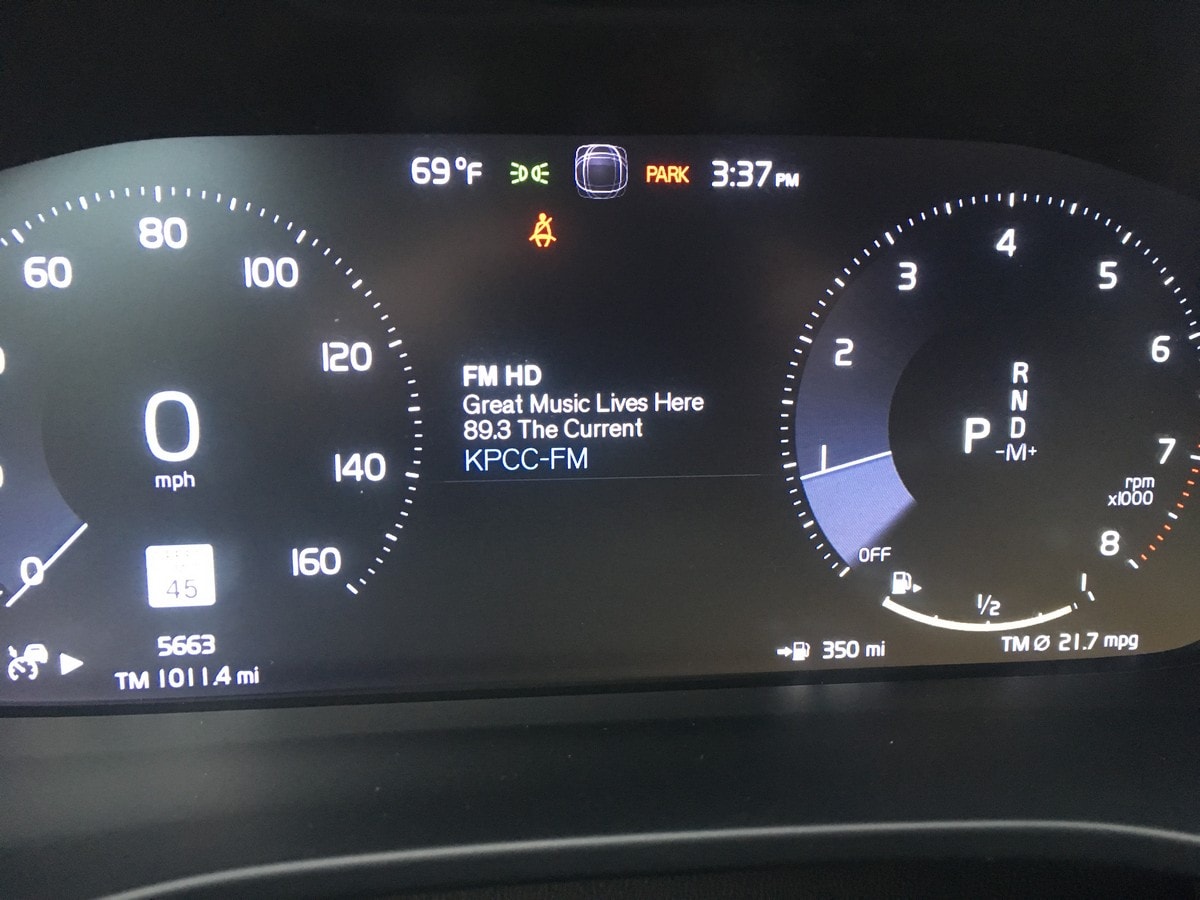 69°F PARK 3:37 PM
60
80
100
120
140
160
0
0
mph
45
5663
TM 1011.4 mi
FM HD
Great Music Lives Here
89.3 The Current
KPCC-FM
1
2
3
4
5
6
7
8
rpm
x1000
R
N
P D
-M+
OFF
1/2
1
350 mi
TM Ø 21.7 mpg